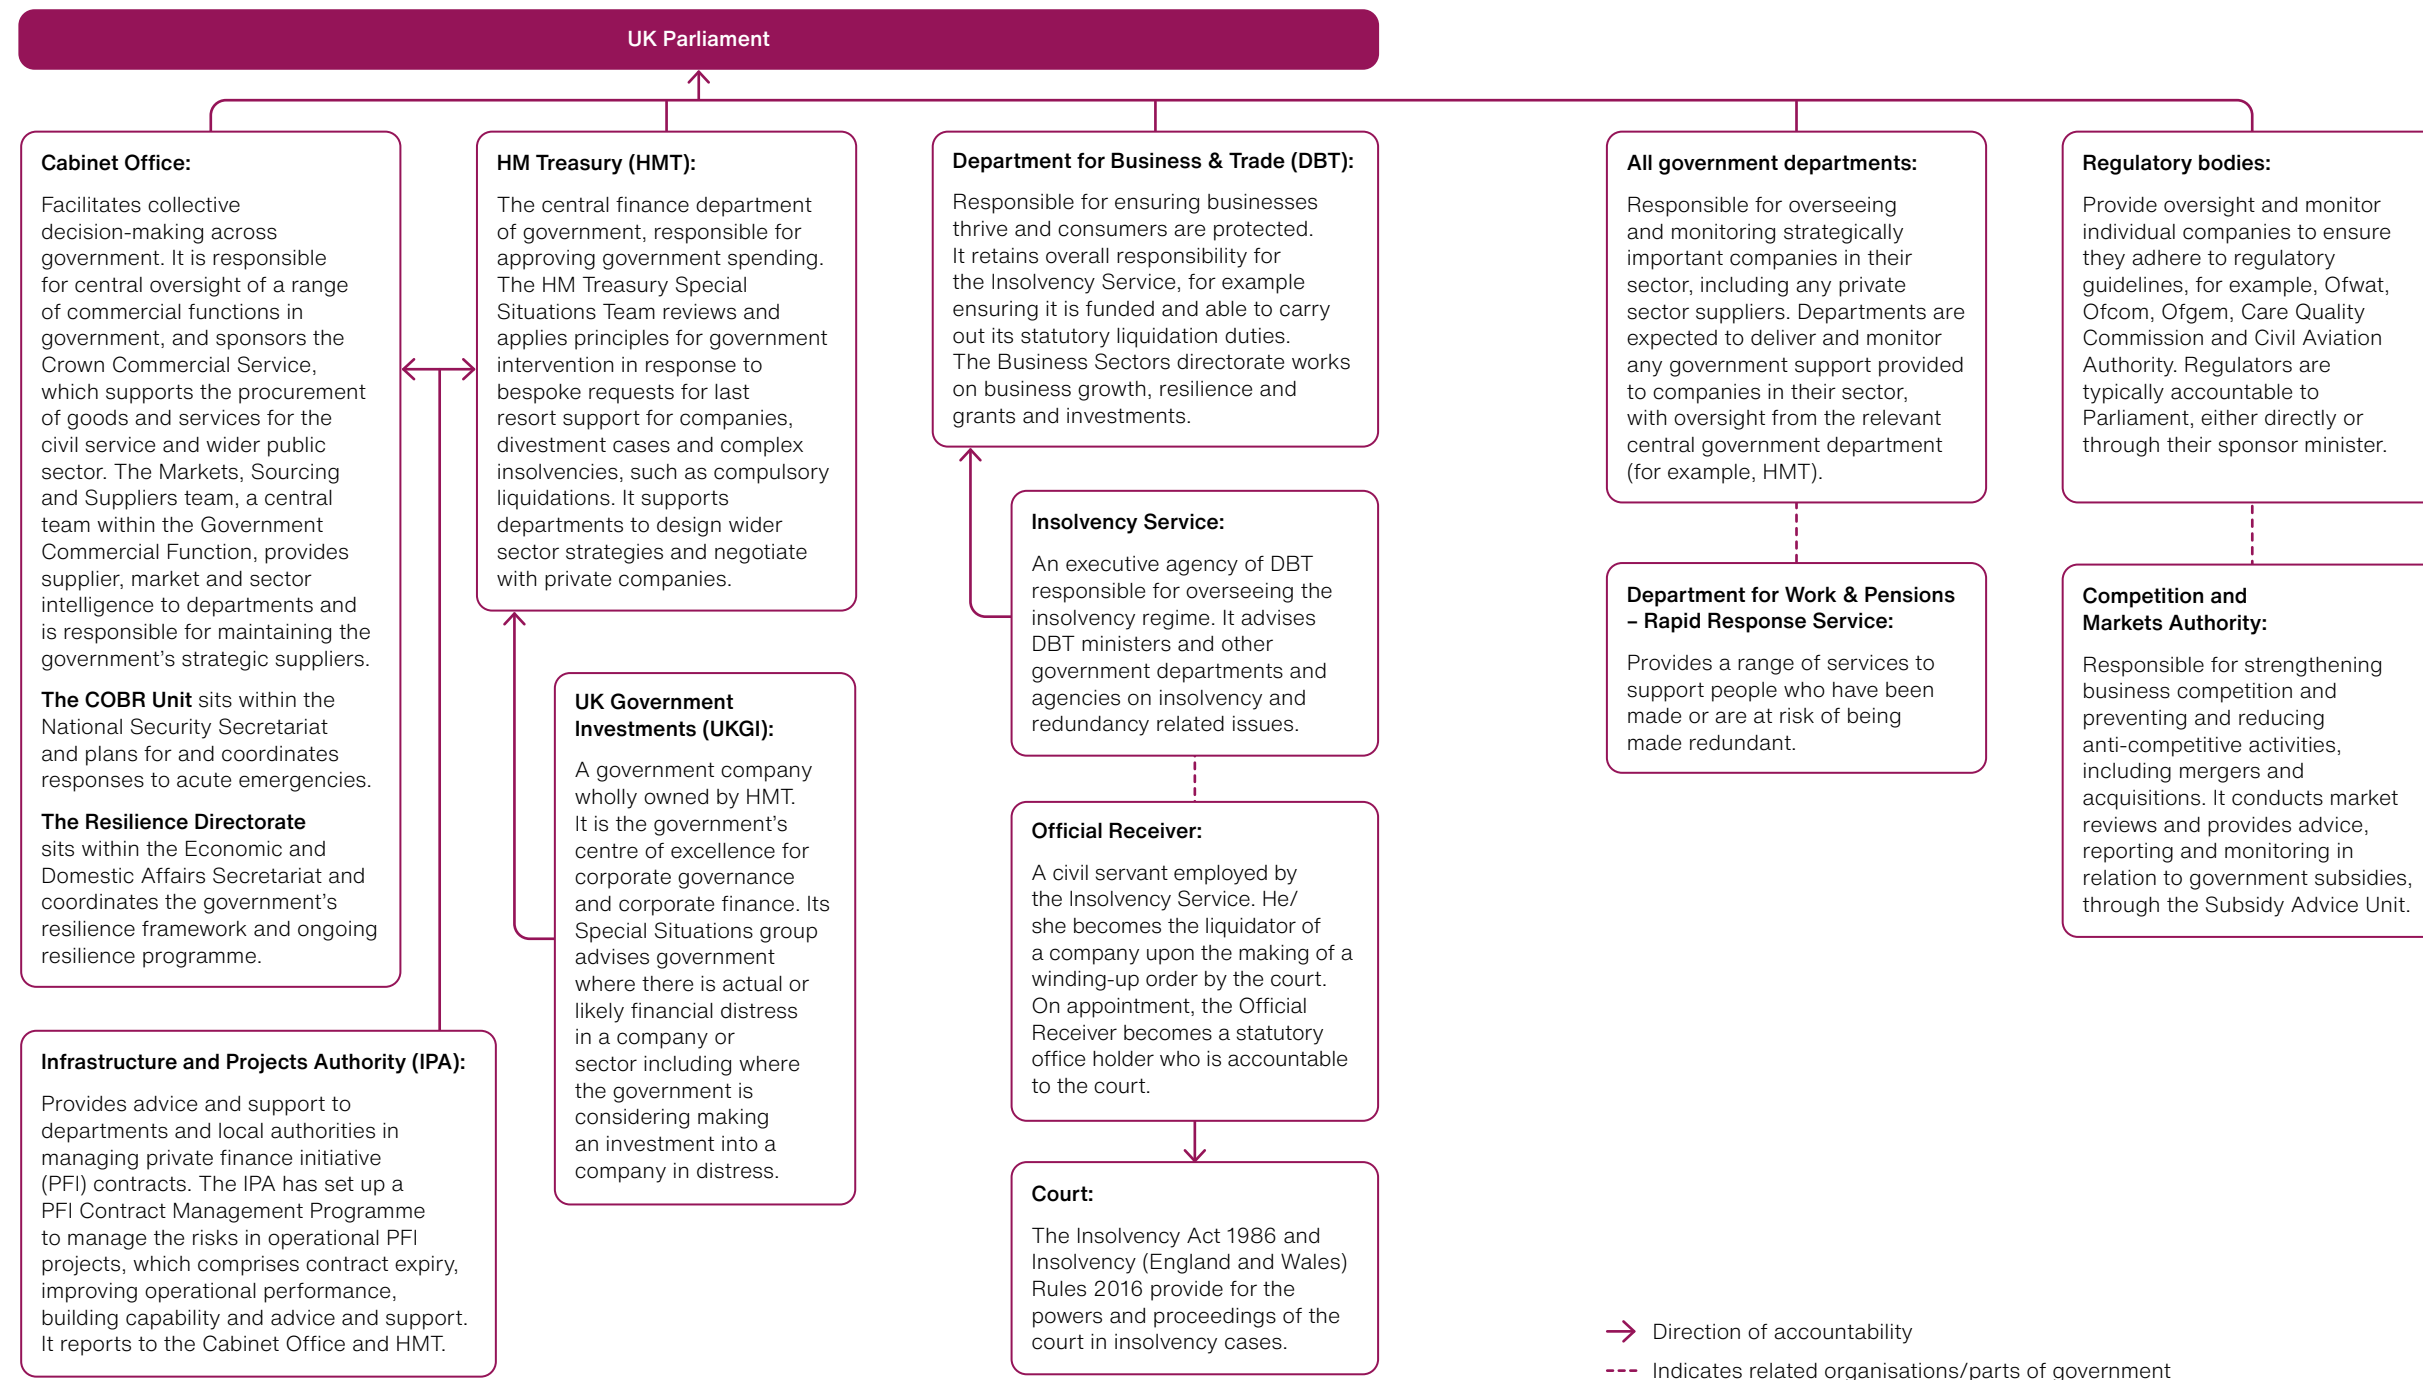 UK Parliament
Cabinet Office:
Facilitates collective
decision-making across
government. It is responsible
for central oversight of a range
of commercial functions in
government, and sponsors the
Crown Commercial Service,
which supports the procurement
of goods and services for the
civil service and wider public
sector. The Markets, Sourcing
and Suppliers team, a central
team within the Government
Commercial Function, provides
supplier, market and sector
intelligence to departments and
is responsible for maintaining the
government's strategic suppliers.
The COBR Unit sits within the
National Security Secretariat
and plans for and coordinates
responses to acute emergencies.
The Resilience Directorate
sits within the Economic and
Domestic Affairs Secretariat and
coordinates the government's
resilience framework and ongoing
resilience programme.
Infrastructure and Projects Authority (IPA):
Provides advice and support to
departments and local authorities in
managing private finance initiative
(PFI) contracts. The IPA has set up a
PFI Contract Management Programme
to manage the risks in operational PFI
projects, which comprises contract expiry,
improving operational performance,
building capability and advice and support.
It reports to the Cabinet Office and HMT.
HM Treasury (HMT):
The central finance department
of government, responsible for
approving government spending.
The HM Treasury Special
Situations Team reviews and
applies principles for government
intervention in response to
bespoke requests for last
resort support for companies,
divestment cases and complex
insolvencies, such as compulsory
liquidations. It supports
departments to design wider
sector strategies and negotiate
with private companies.
UK Government
Investments (UKGI):
A government company
wholly owned by HMT.
It is the government's
centre of excellence for
corporate governance
and corporate finance. Its
Special Situations group
advises government
where there is actual or
likely financial distress
in a company or
sector including where
the government is
considering making
an investment into a
company in distress.
Department for Business & Trade (DBT):
Responsible for ensuring businesses
thrive and consumers are protected.
It retains overall responsibility for
the Insolvency Service, for example
ensuring it is funded and able to carry
out its statutory liquidation duties.
The Business Sectors directorate works
on business growth, resilience and
grants and investments.
Insolvency Service:
An executive agency of DBT
responsible for overseeing the
insolvency regime. It advises
DBT ministers and other
government departments and
agencies on insolvency and
redundancy related issues.
Official Receiver:
A civil servant employed by
the Insolvency Service. He/
she becomes the liquidator of
a company upon the making of a
winding-up order by the court.
On appointment, the Official
Receiver becomes a statutory
office holder who is accountable
to the court.
Court:
The Insolvency Act 1986 and
Insolvency (England and Wales)
Rules 2016 provide for the
powers and proceedings of the
court in insolvency cases.
All government departments:
Responsible for overseeing
and monitoring strategically
important companies in their
sector, including any private
sector suppliers. Departments are
expected to deliver and monitor
any government support provided
to companies in their sector,
with oversight from the relevant
central government department
(for example, HMT).
Department for Work & Pensions
– Rapid Response Service:
Provides a range of services to
support people who have been
made or are at risk of being
made redundant.
Regulatory bodies:
Provide oversight and monitor
individual companies to ensure
they adhere to regulatory
guidelines, for example, Ofwat,
Ofcom, Ofgem, Care Quality
Commission and Civil Aviation
Authority. Regulators are
typically accountable to
Parliament, either directly or
through their sponsor minister.
Competition and
Markets Authority:
Responsible for strengthening
business competition and
preventing and reducing
anti-competitive activities,
including mergers and
acquisitions. It conducts market
reviews and provides advice,
reporting and monitoring in
relation to government subsidies,
through the Subsidy Advice Unit.
Direction of accountability
Indicates related organisations/parts of government